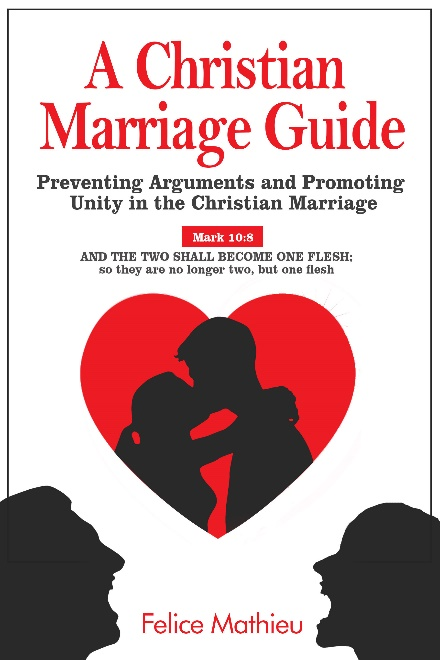 A Christian
Marriage Guide
Preventing Arguments and Promoting
Unity in the Christian Marriage
Mark 10:8
AND THE TWO SHALL BECOME ONE FLESH;
so they are no longer two, but one flesh
Felice Mathieu